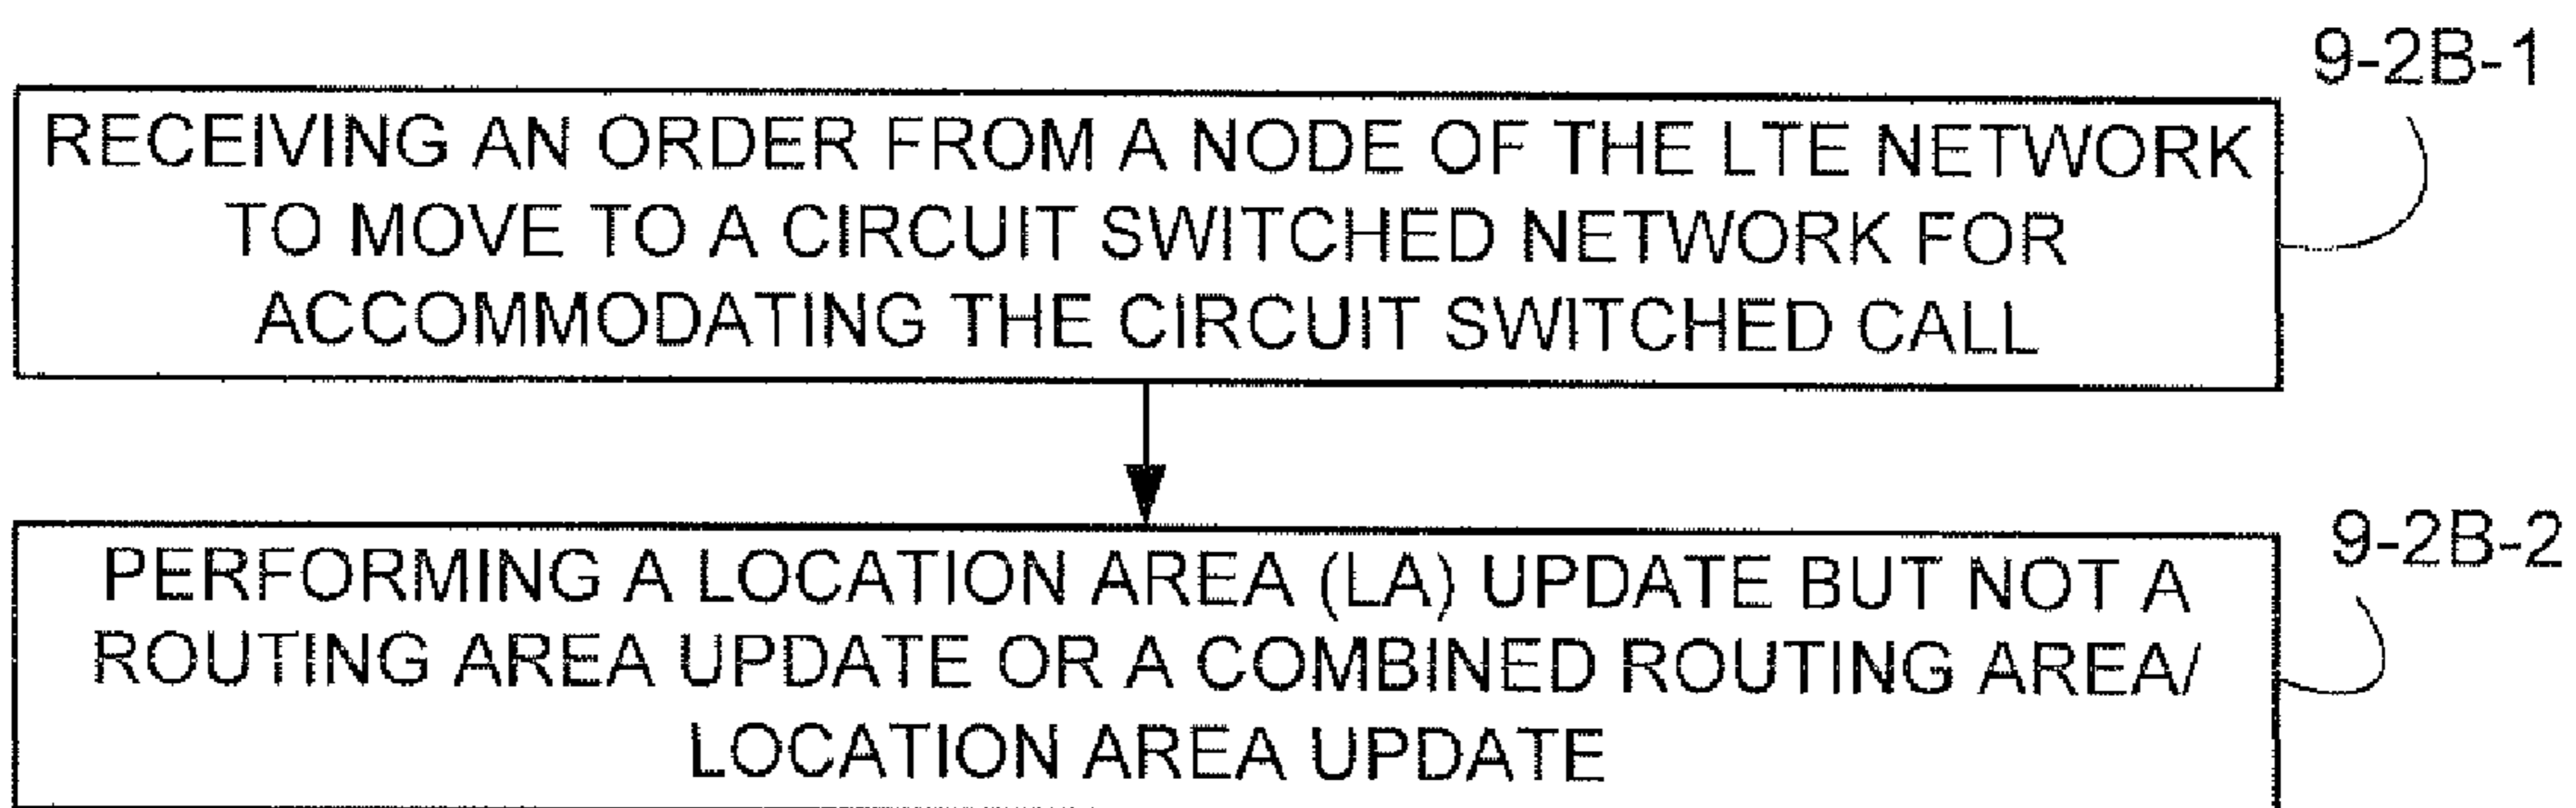 9-2B-1
RECEIVING AN ORDER FROM A NODE OF THE LTE NETWORK
TO MOVE TO A CIRCUIT SWITCHED NETWORK FOR
ACCOMMODATING THE CIRCUIT SWITCHED CALL
9-2B-2
PERFORMING A LOCATION AREA (LA) UPDATE BUT NOT A
ROUTING AREA UPDATE OR A COMBINED ROUTING AREA/
LOCATION AREA UPDATE